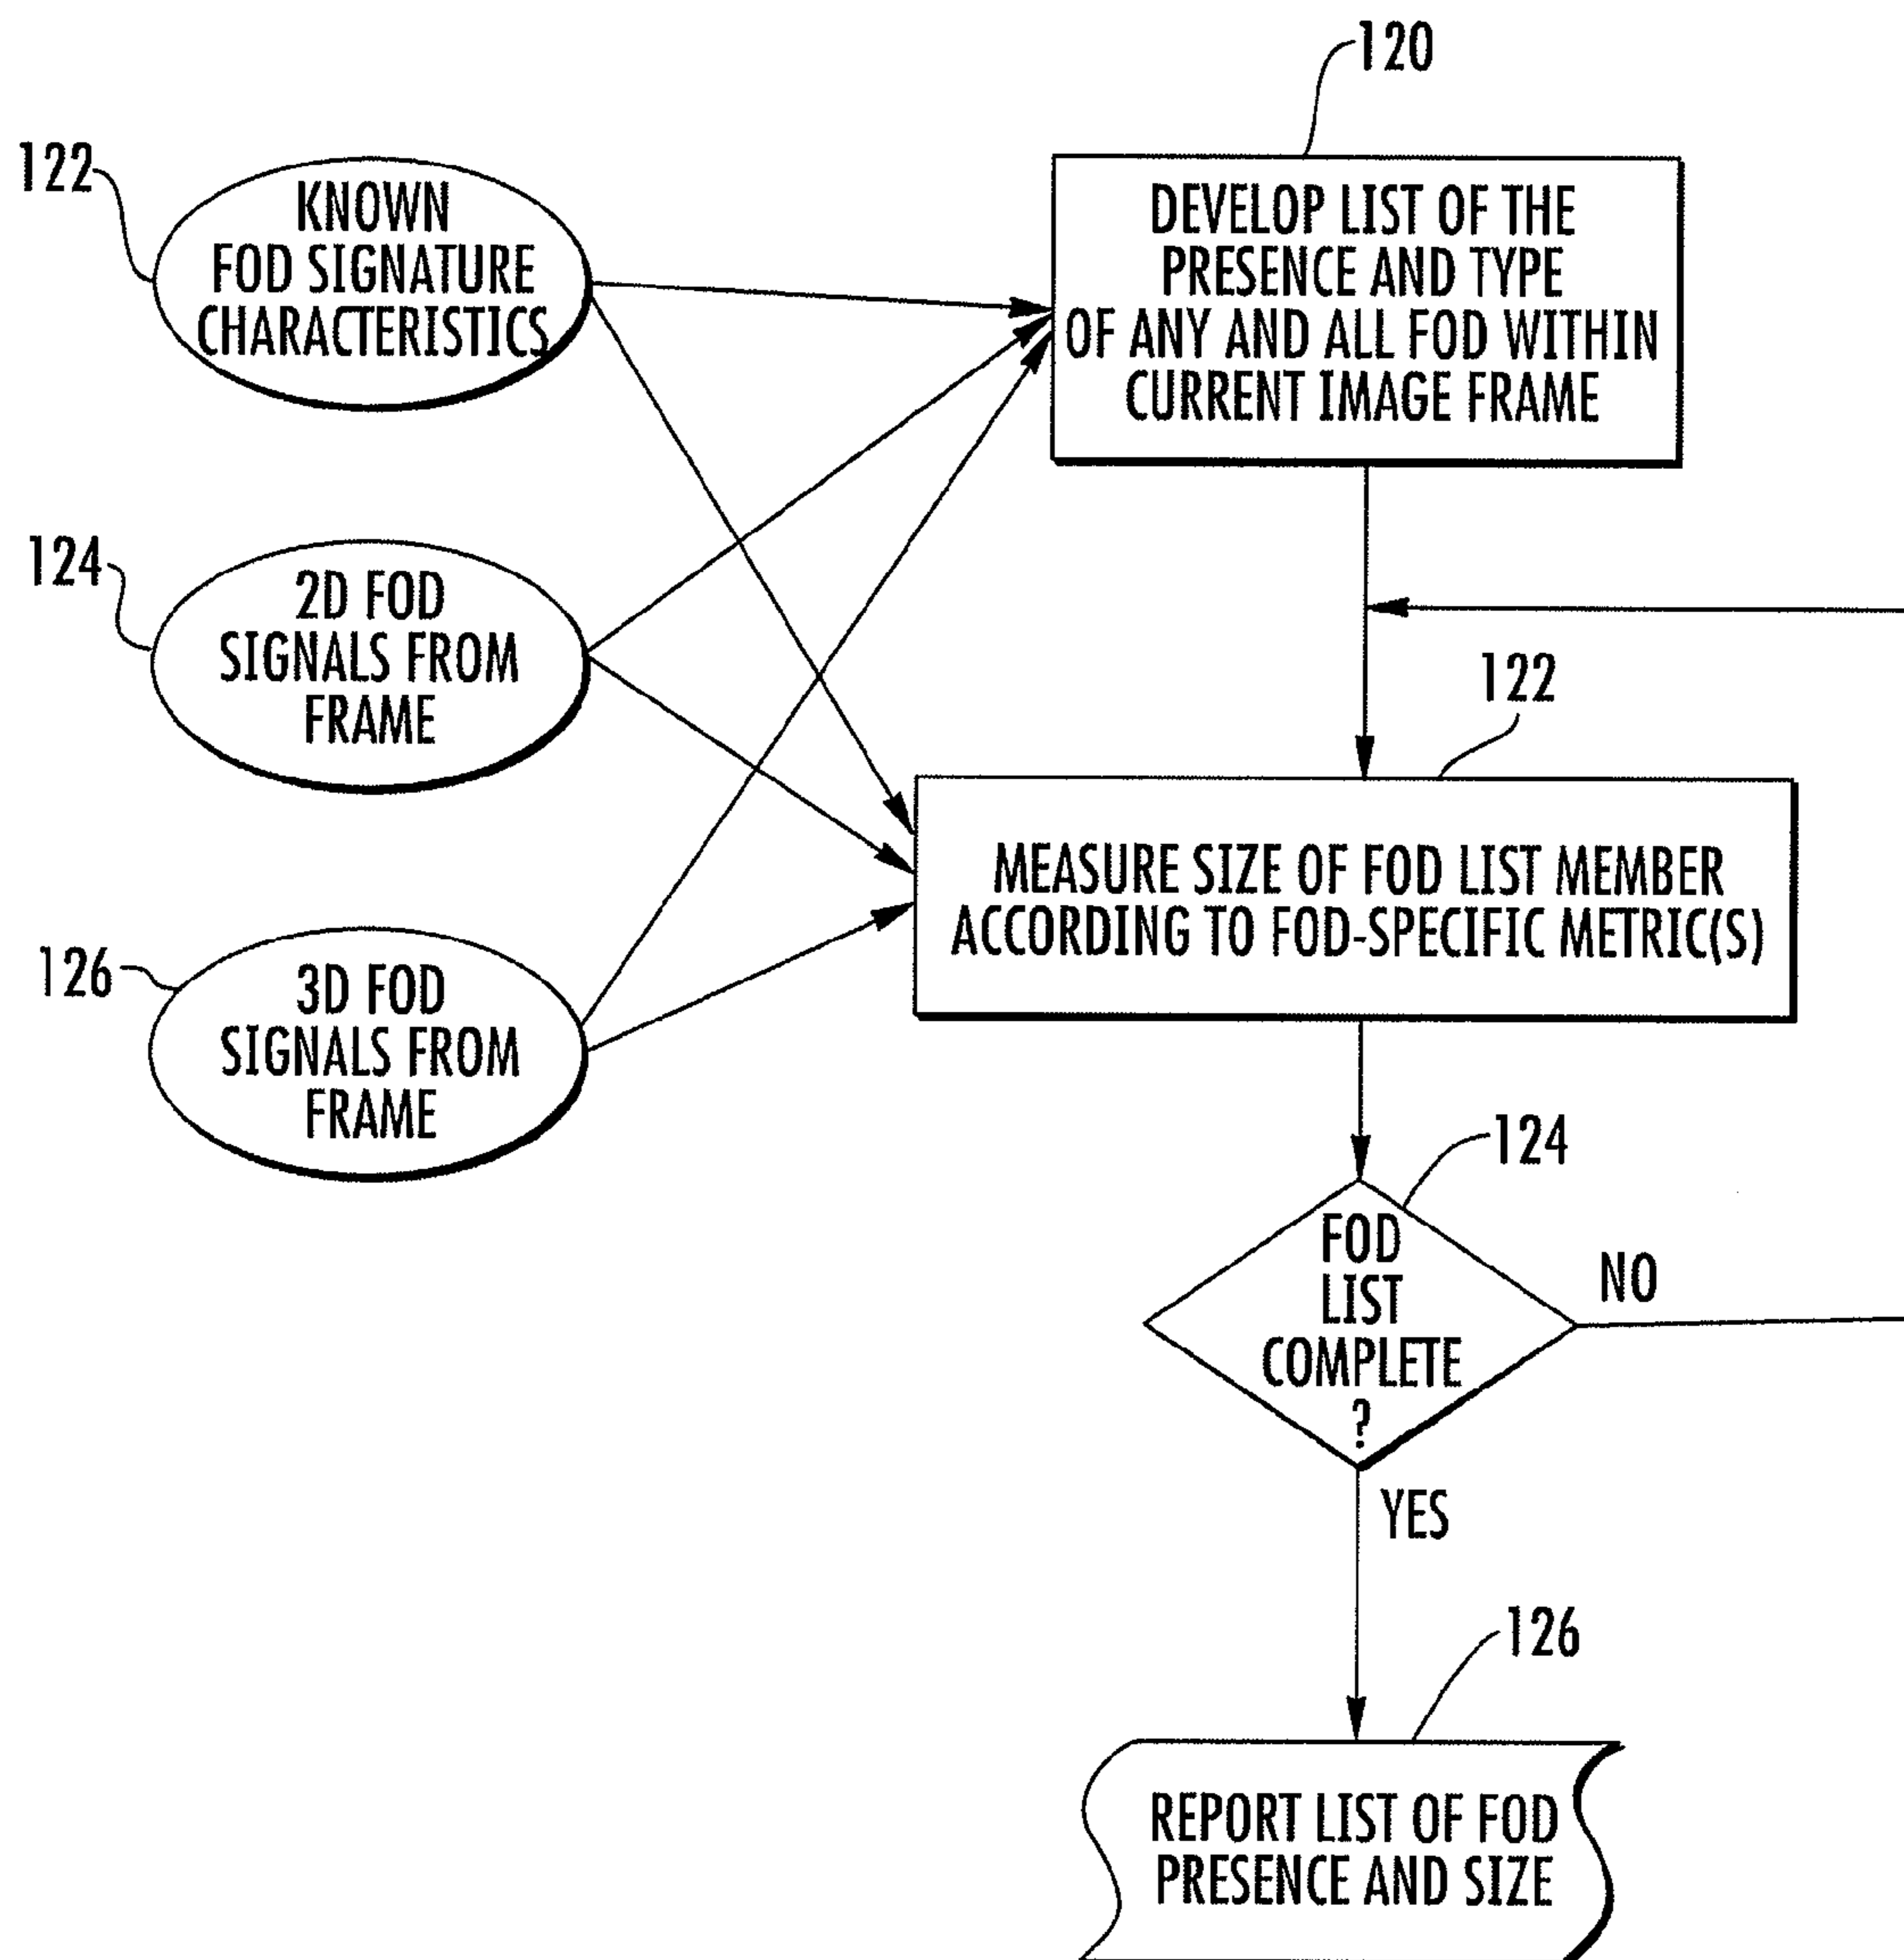 120
122
KNOWN
FOD SIGNATURE
CHARACTERISTICS
DEVELOP LIST OF THE
PRESENCE AND TYPE
OF ANY AND ALL FOD WITHIN
CURRENT IMAGE FRAME
124
2D FOD
SIGNALS FROM
FRAME
122
MEASURE SIZE OF FOD LIST MEMBER
ACCORDING TO FOD-SPECIFIC METRIC(S)
126
3D FOD
SIGNALS FROM
FRAME
124
FOD
LIST
COMPLETE
?
NO
YES
126
REPORT LIST OF FOD
PRESENCE AND SIZE